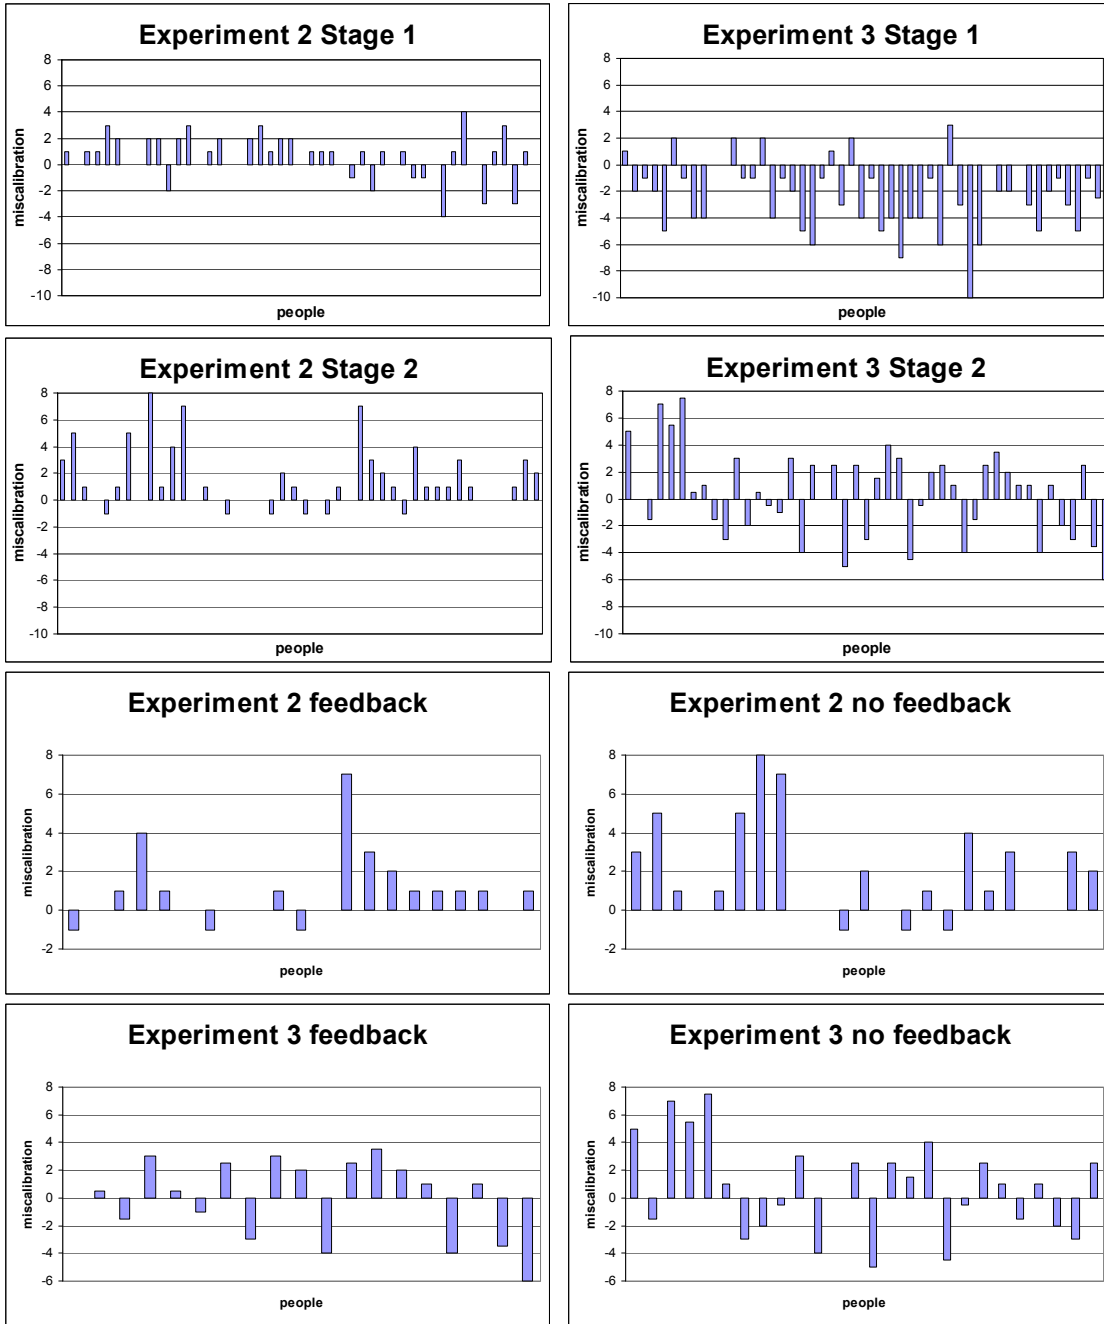 Experiment 2 Stage 1
8
6
4
2
0
-2
-4
-6
-8
-10
miscalibration
people
Experiment 3 Stage 1
8
6
4
2
0
-2
-4
-6
-8
-10
miscalibration
people
Experiment 2 Stage 2
8
6
4
2
0
-2
-4
-6
-8
-10
miscalibration
people
Experiment 3 Stage 2
8
6
4
2
0
-2
-4
-6
-8
-10
miscalibration
people
Experiment 2 feedback
8
6
4
2
0
-2
miscalibration
people
Experiment 2 no feedback
8
6
4
2
0
-2
miscalibration
people
Experiment 3 feedback
8
6
4
2
0
-2
-4
-6
miscalibration
people
Experiment 3 no feedback
8
6
4
2
0
-2
-4
-6
miscalibration
people